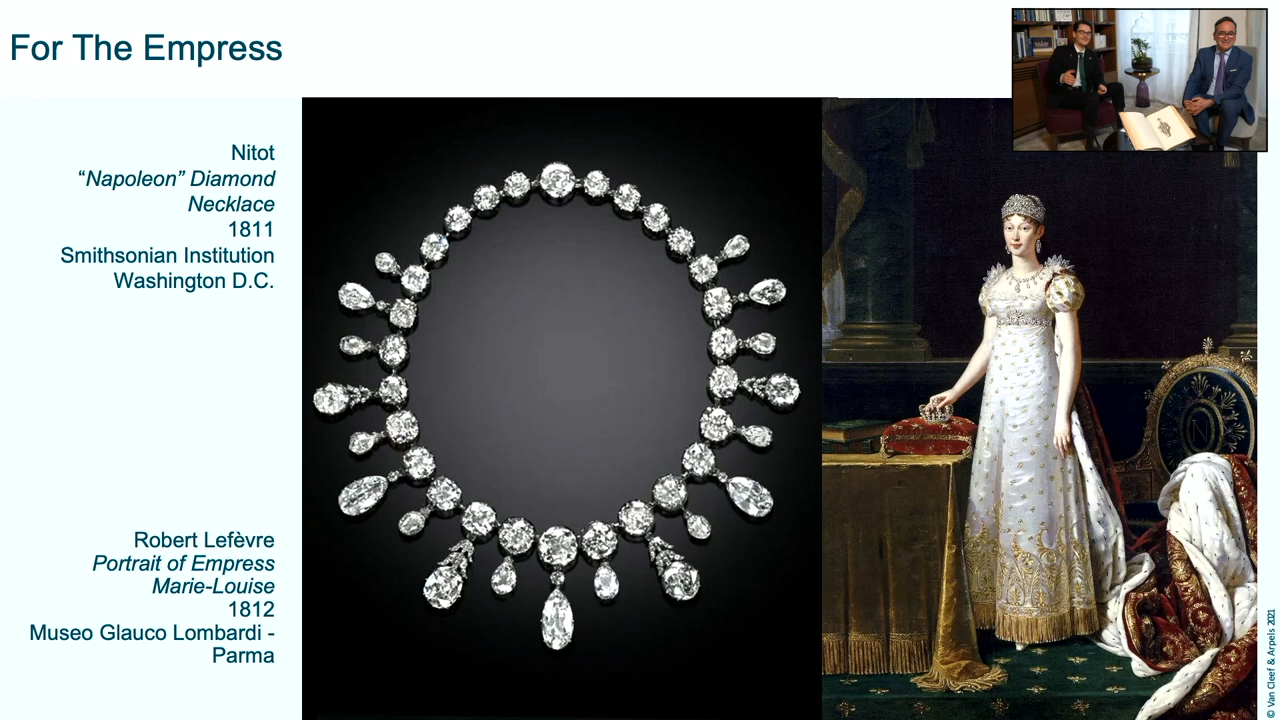 For The Empress
Nitot
“Napoleon” Diamond
Necklace
1811
Smithsonian Institution
Washington D.C.
Robert Lefèvre
Portrait of Empress
Marie-Louise
1812
Museo Glauco Lombardi -
Parma
N
© Van Cleef & Arpels 2021